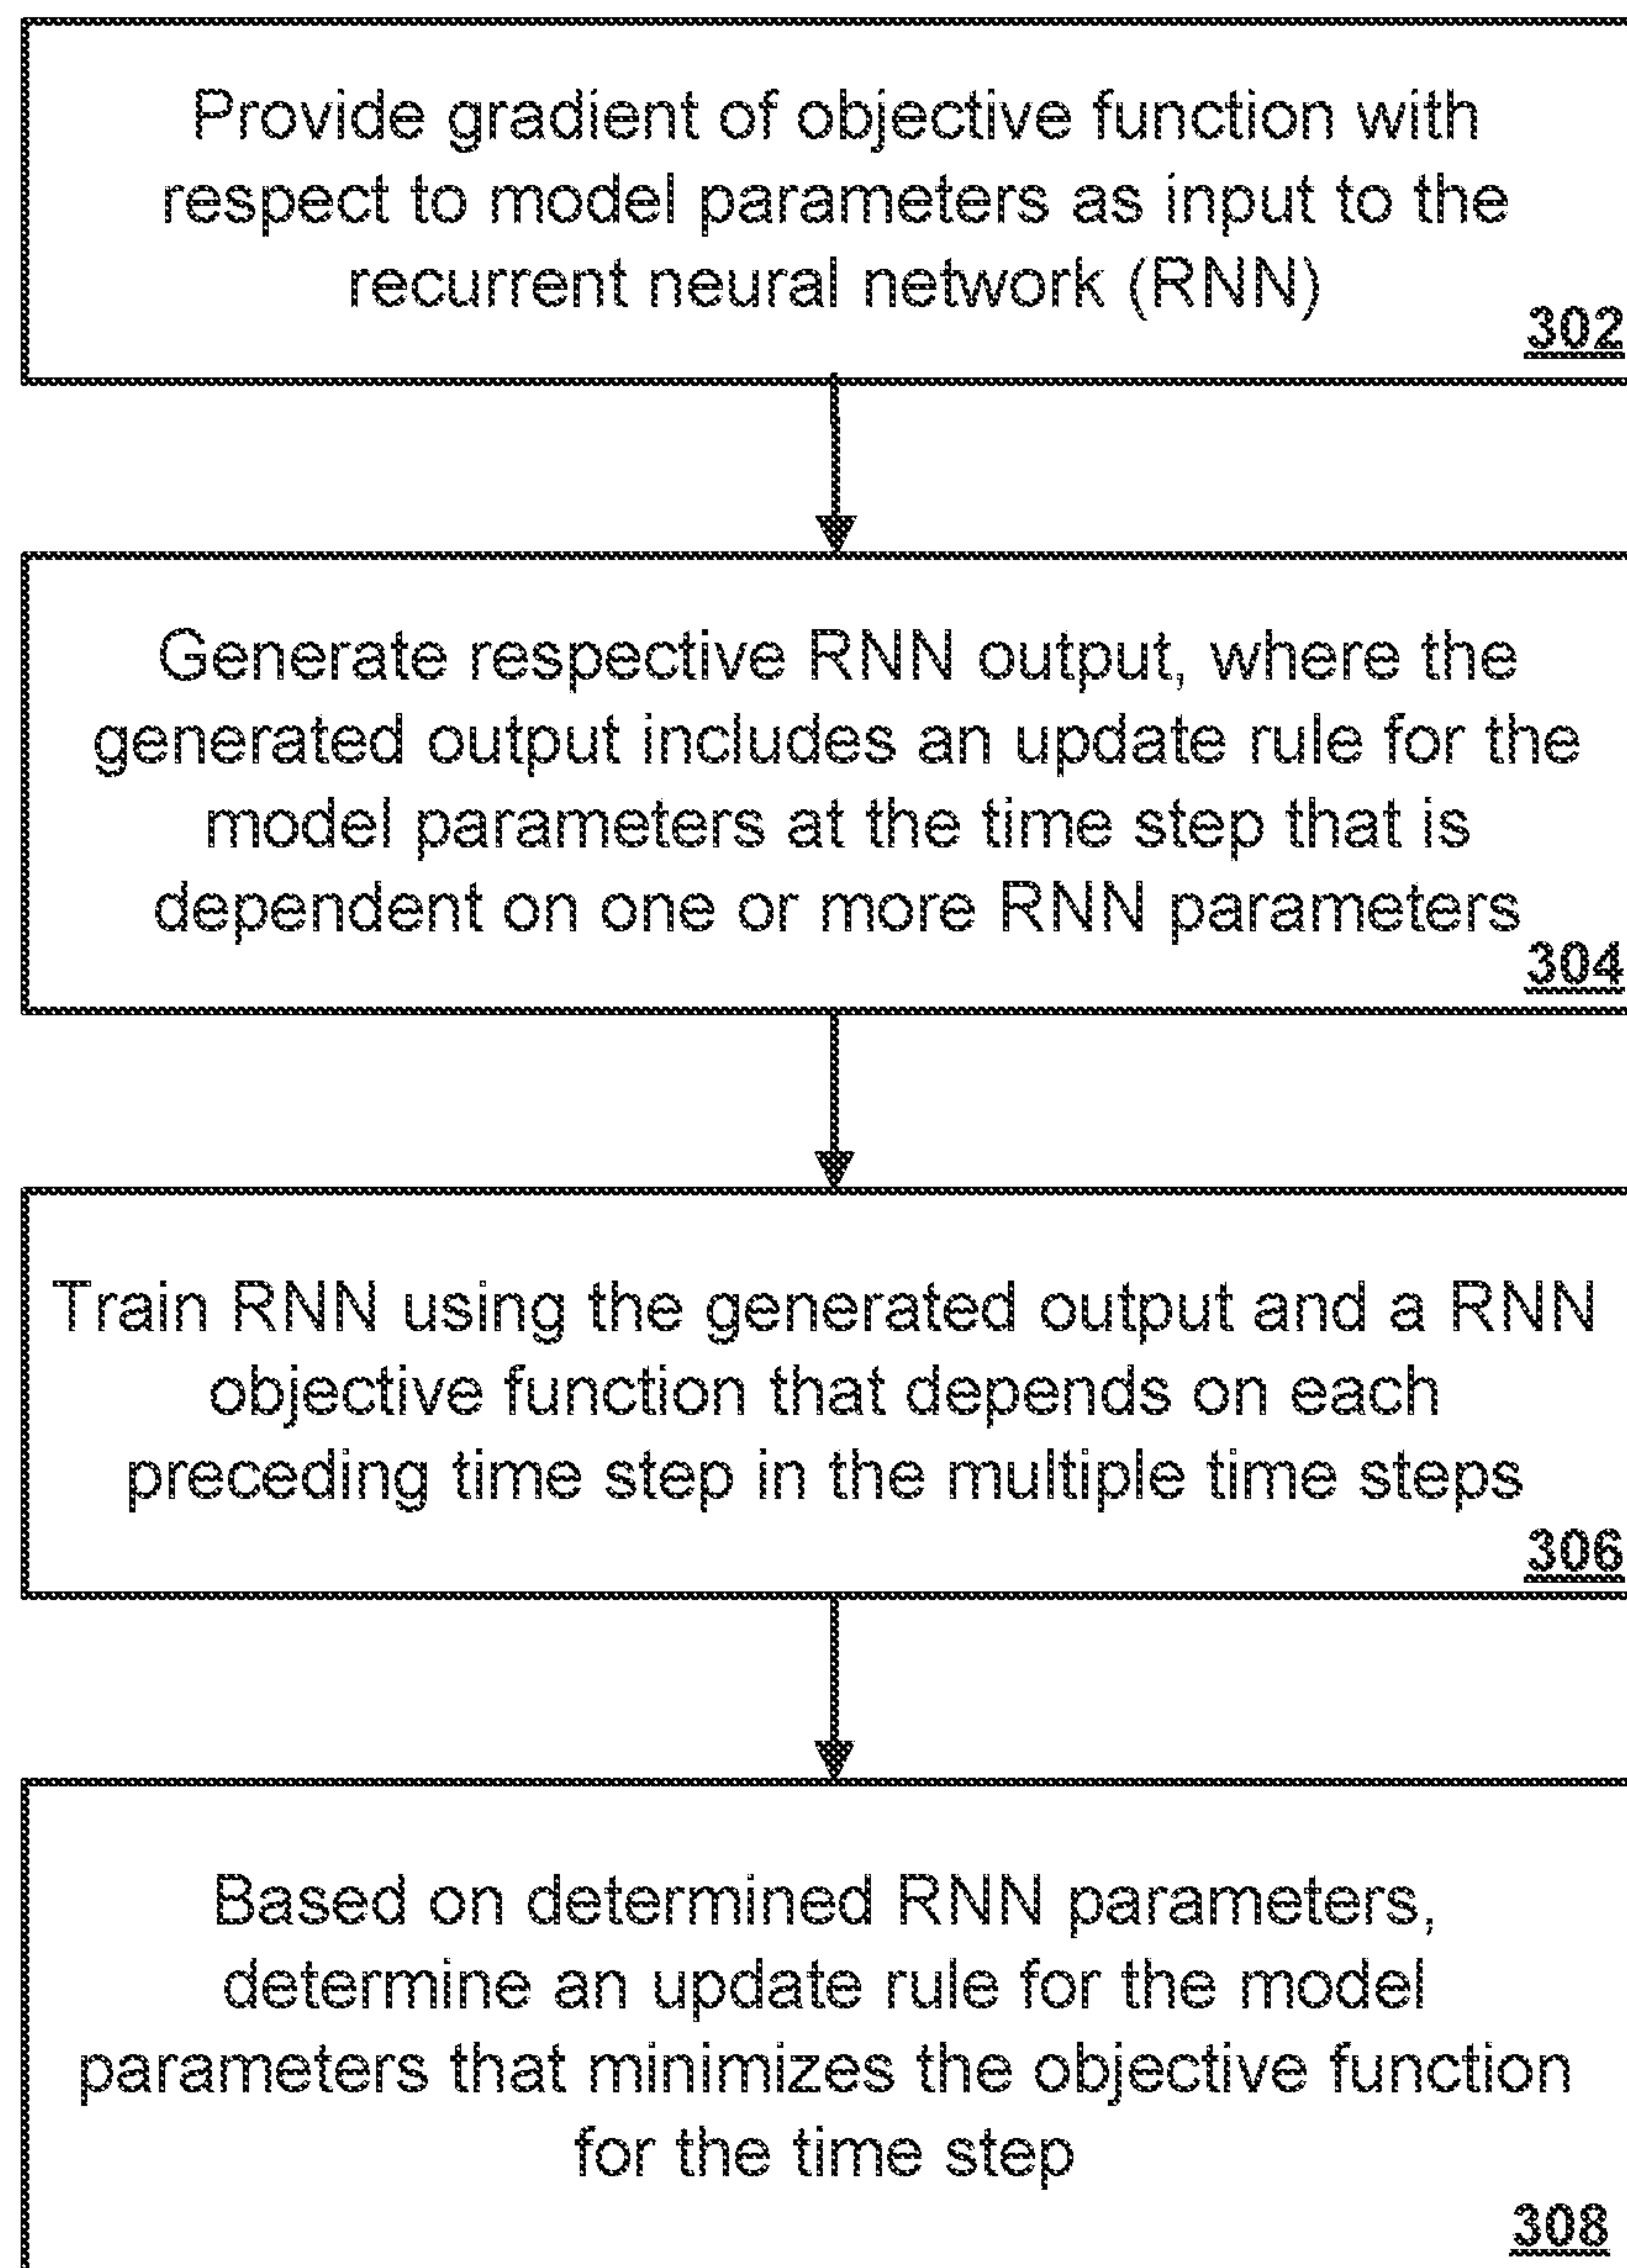 Provide gradient of objective function with
respect to model parameters as input to the
recurrent neural network (RNN)
302
Generate respective RNN output, where the
generated output includes an update rule for the
model parameters at the time step that is
dependent on one or more RNN parameters
304
Train RNN using the generated output and a RNN
objective function that depends on each
preceding time step in the multiple time steps
306
Based on determined RNN parameters,
determine an update rule for the model
parameters that minimizes the objective function
for the time step
308